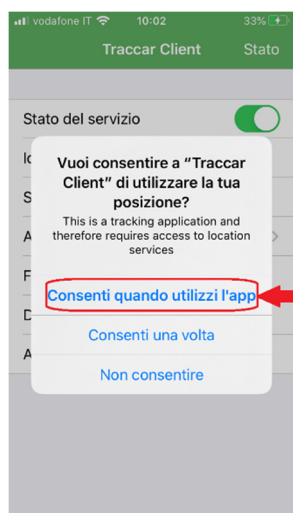 vodafone IT 10:02 33%
Traccar Client Stato
Stato del servizio
Vuoi consentire a “Traccar
Client” di utilizzare la tua
posizione?
This is a tracking application and
therefore requires access to location
services
Consenti quando utilizzi l'app
Consenti una volta
Non consentire